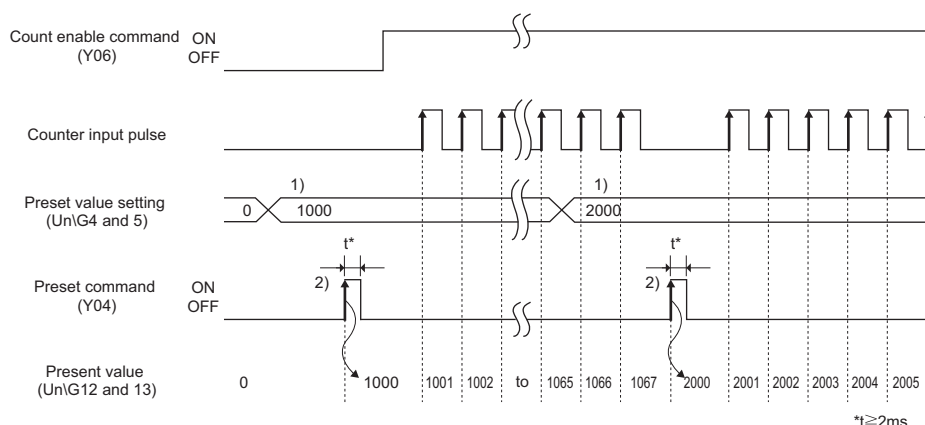 Count enable command
(Y06)
ON
OFF
Counter input pulse
Preset value setting
(Un\G4 and 5)
0
1)
1000
1)
2000
t*
t*
Preset command
(Y04)
ON
OFF
2)
2)
Present value
(Un\G12 and 13)
0 1000 1001 1002 to 1065 1066 1067 2000 2001 2002 2003 2004 2005
*t≧2ms